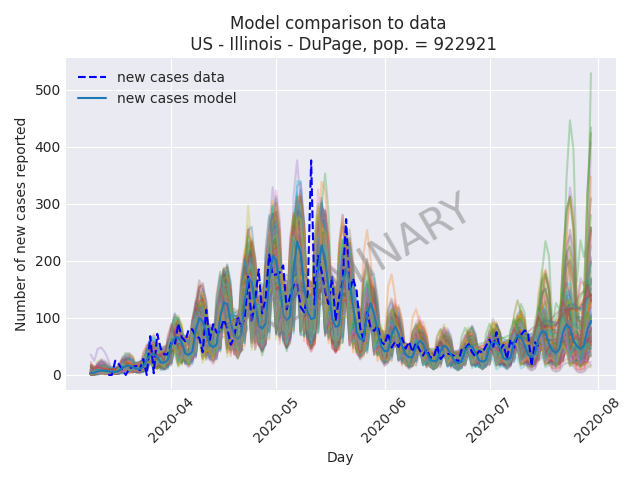 Model comparison to data
US - Illinois - DuPage, pop. = 922921
new cases data
new cases model
Number of new cases reported
500
400
300
200
100
0
2020-04
2020-05
2020-06
2020-07
2020-08
Day